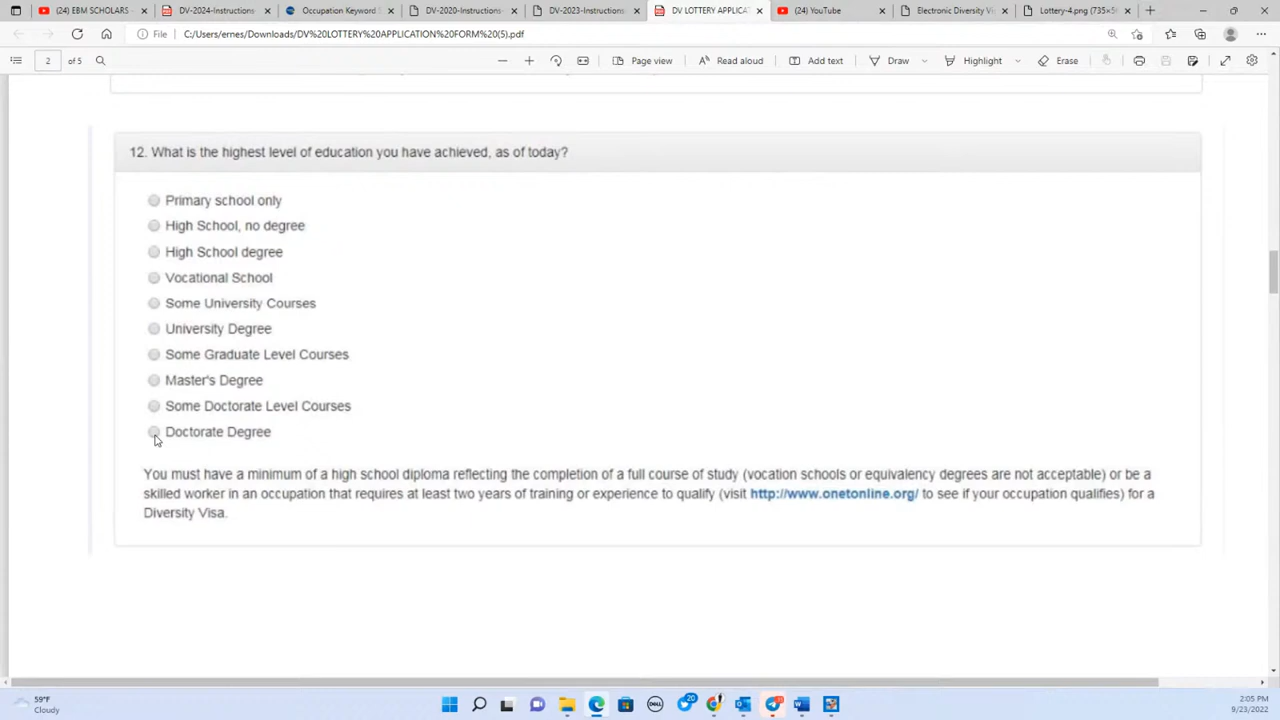 (24) EBM SCHOLARS
DV-2024-Instructions
Occupation Keyword
DV-2020-Instructions
DV-2023-Instructions
DV LOTTERY APPLICA
(24) YouTube
Electronic Diversity Vi
Lottery-4.png (735×5
File
C:/Users/ernes/Downloads/DV%20LOTTERY%20APPLICATION%20FORM%20(5).pdf
2 of 5
Page view
Read aloud
Add text
Draw
Highlight
Erase
12. What is the highest level of education you have achieved, as of today?
Primary school only
High School, no degree
High School degree
Vocational School
Some University Courses
University Degree
Some Graduate Level Courses
Master's Degree
Some Doctorate Level Courses
Doctorate Degree
You must have a minimum of a high school diploma reflecting the completion of a full course of study (vocation schools or equivalency degrees are not acceptable) or be a
skilled worker in an occupation that requires at least two years of training or experience to qualify (visit http://www.onetonline.org/ to see if your occupation qualifies) for a
Diversity Visa.
59°F
Cloudy
DELL
20
2:05 PM
9/23/2022